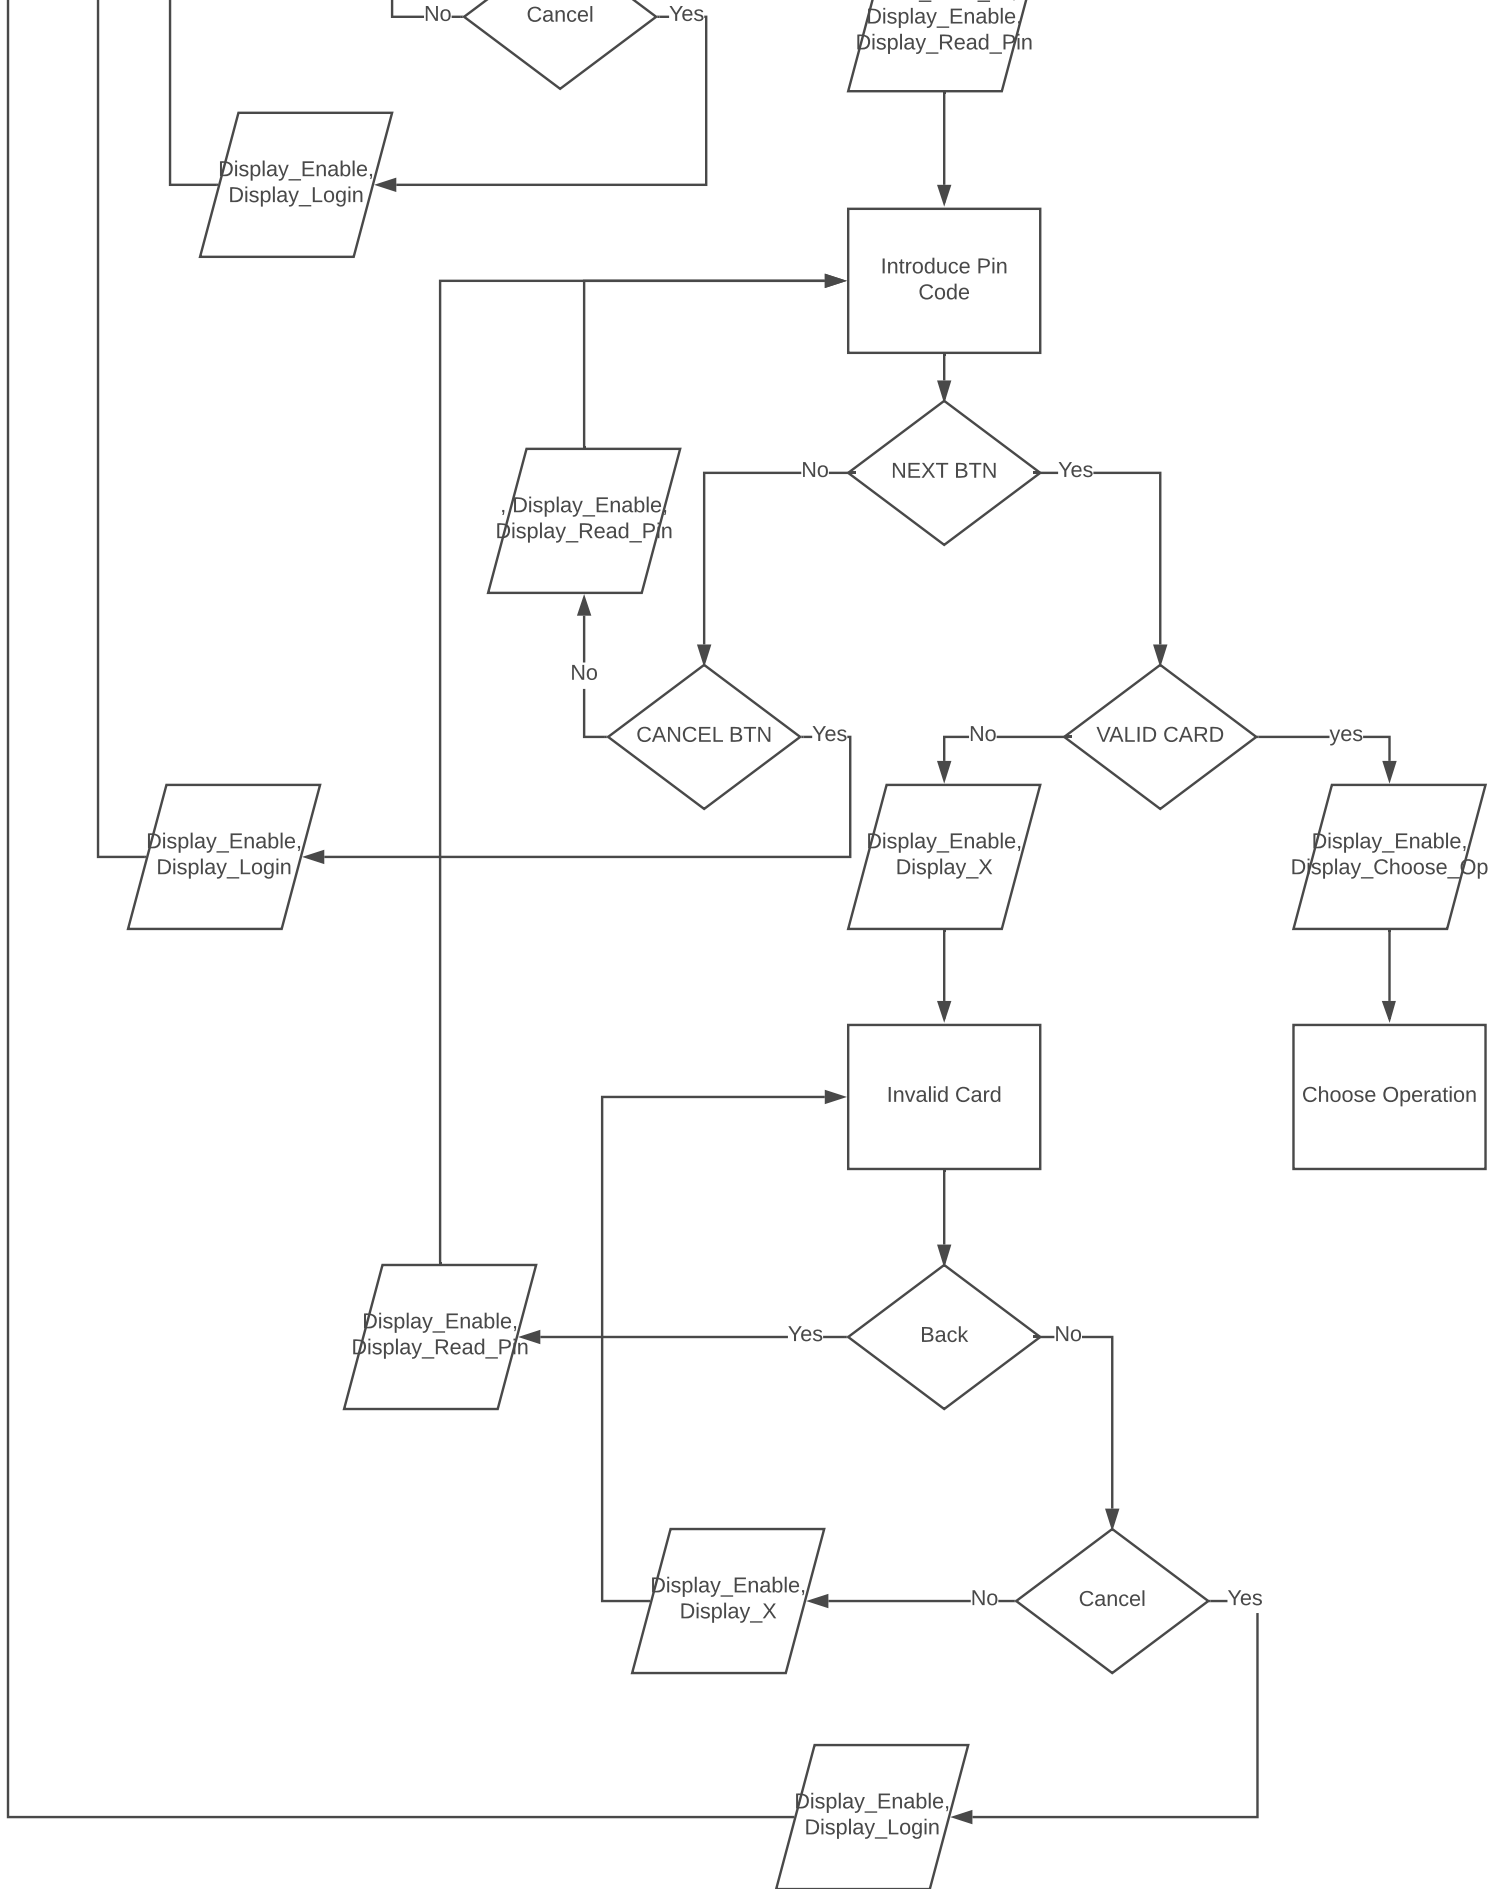 No
Cancel
Yes
Display_Enable,
Display_Read_Pin
Display_Enable,
Display_Login
Introduce Pin
Code
No
NEXT BTN
Yes
, Display_Enable,
Display_Read_Pin
No
CANCEL BTN
Yes
No
VALID CARD
yes
Display_Enable,
Display_Login
Display_Enable,
Display_X
Display_Enable,
Display_Choose_Op
Invalid Card
Choose Operation
Display_Enable,
Display_Read_Pin
Yes
Back
No
Display_Enable,
Display_X
No
Cancel
Yes
Display_Enable,
Display_Login